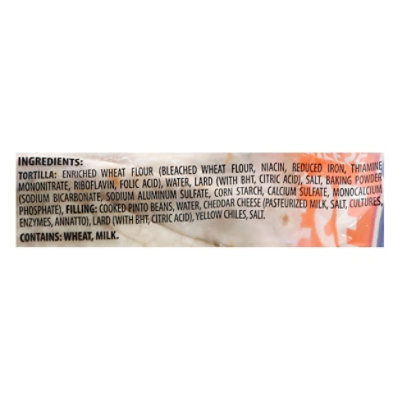 INGREDIENTS:
TORTILLA: ENRICHED WHEAT FLOUR (BLEACHED WHEAT FLOUR, NIACIN, REDUCED IRON, THIAMINE
MONONITRATE, RIBOFLAVIN, FOLIC ACID), WATER, LARD (WITH BHT, CITRIC ACID), SALT, BAKING POWDER
(SODIUM BICARBONATE, SODIUM ALUMINUM SULFATE, CORN STARCH, CALCIUM SULFATE, MONOCALCIUM
PHOSPHATE). FILLING: COOKED PINTO BEANS, WATER, CHEDDAR CHEESE (PASTEURIZED MILK, SALT, CULTURES,
ENZYMES, ANNATTO), LARD (WITH BHT, CITRIC ACID), YELLOW CHILES, SALT.
CONTAINS: WHEAT, MILK.